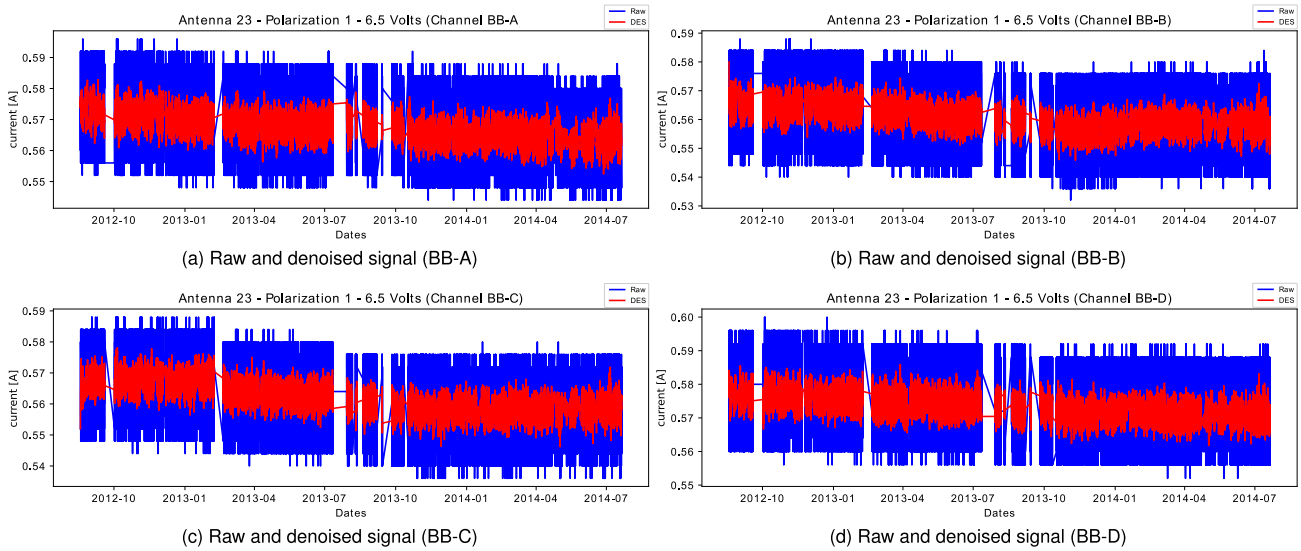 Antenna 23 - Polarization 1 - 6.5 Volts (Channel BB-A
Raw
DES
current [A]
0.59
0.58
0.57
0.56
0.55
2012-10 2013-01 2013-04 2013-07 2013-10 2014-01 2014-04 2014-07
Dates
(a) Raw and denoised signal (BB-A)
Antenna 23 - Polarization 1 - 6.5 Volts (Channel BB-B)
Raw
DES
current [A]
0.59
0.58
0.57
0.56
0.55
0.54
0.53
2012-10 2013-01 2013-04 2013-07 2013-10 2014-01 2014-04 2014-07
Dates
(b) Raw and denoised signal (BB-B)
Antenna 23 - Polarization 1 - 6.5 Volts (Channel BB-C)
Raw
DES
current [A]
0.59
0.58
0.57
0.56
0.55
0.54
2012-10 2013-01 2013-04 2013-07 2013-10 2014-01 2014-04 2014-07
Dates
(c) Raw and denoised signal (BB-C)
Antenna 23 - Polarization 1 - 6.5 Volts (Channel BB-D)
Raw
DES
current [A]
0.60
0.59
0.58
0.57
0.56
0.55
2012-10 2013-01 2013-04 2013-07 2013-10 2014-01 2014-04 2014-07
Dates
(d) Raw and denoised signal (BB-D)